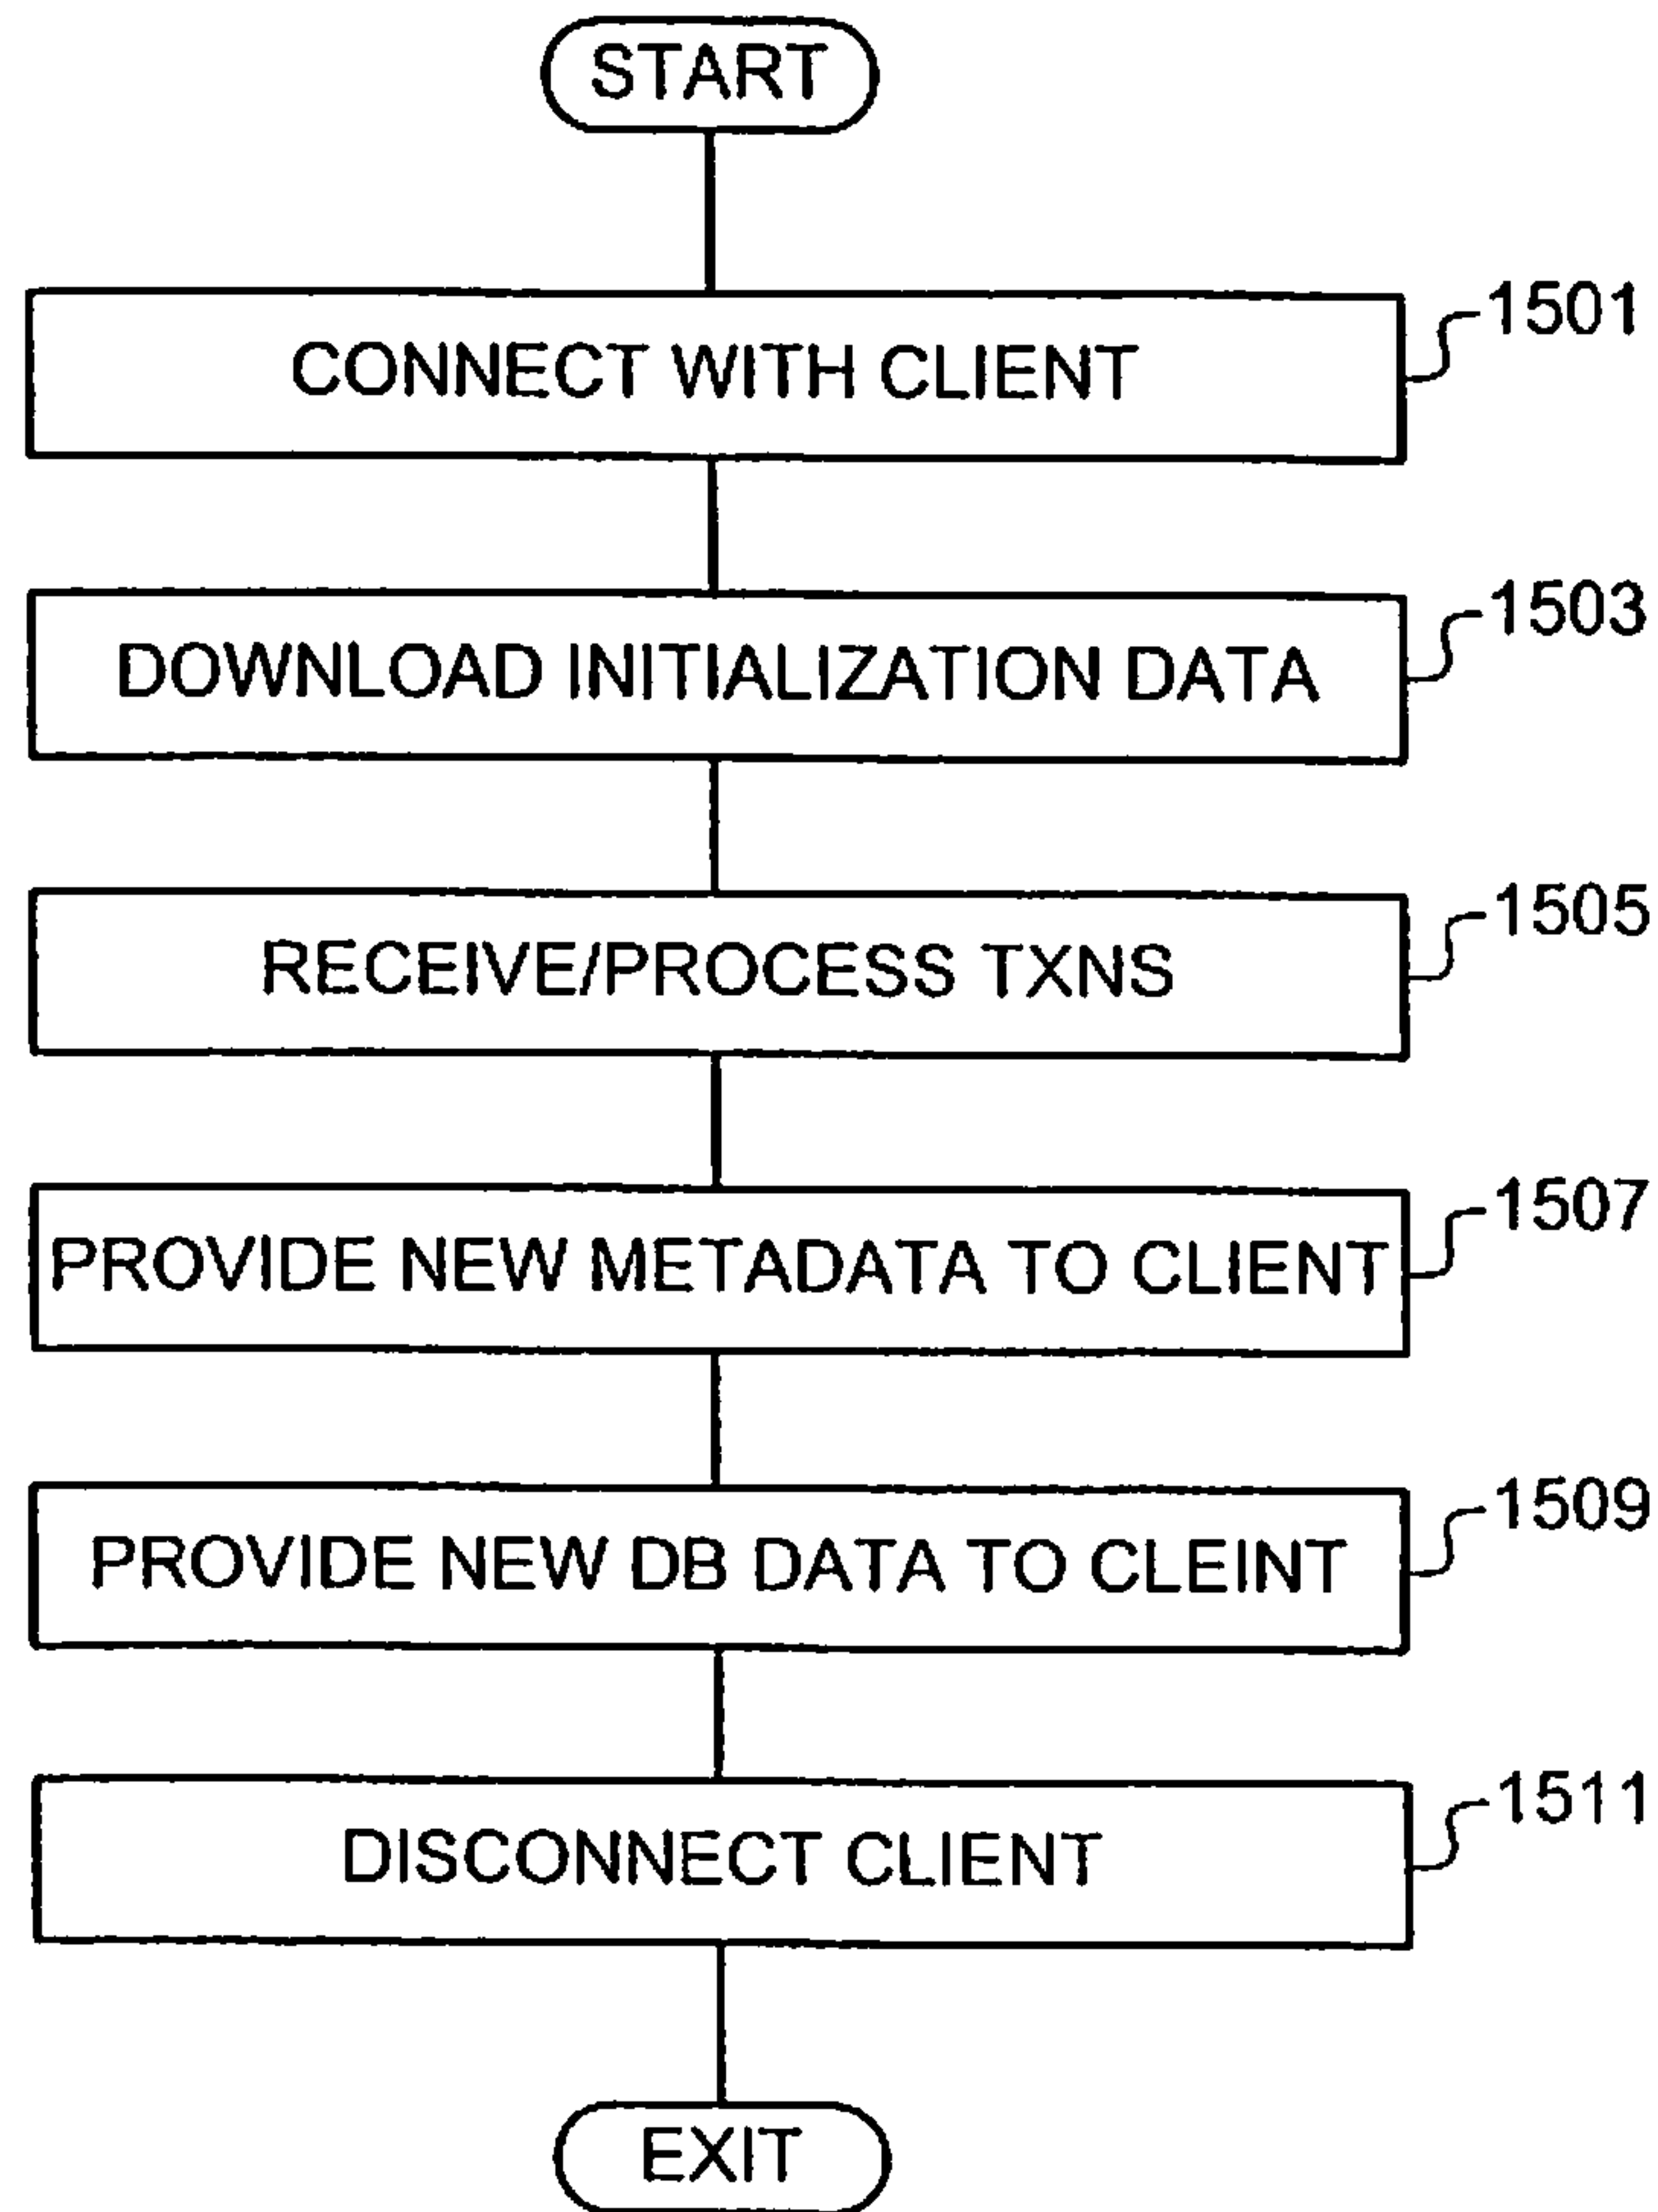 START
CONNECT WITH CLIENT
1501
DOWNLOAD INITIALIZATION DATA
1503
RECEIVE/PROCESS TXNS
1505
PROVIDE NEW METADATA TO CLIENT
1507
PROVIDE NEW DB DATA TO CLEINT
1509
DISCONNECT CLIENT
1511
EXIT